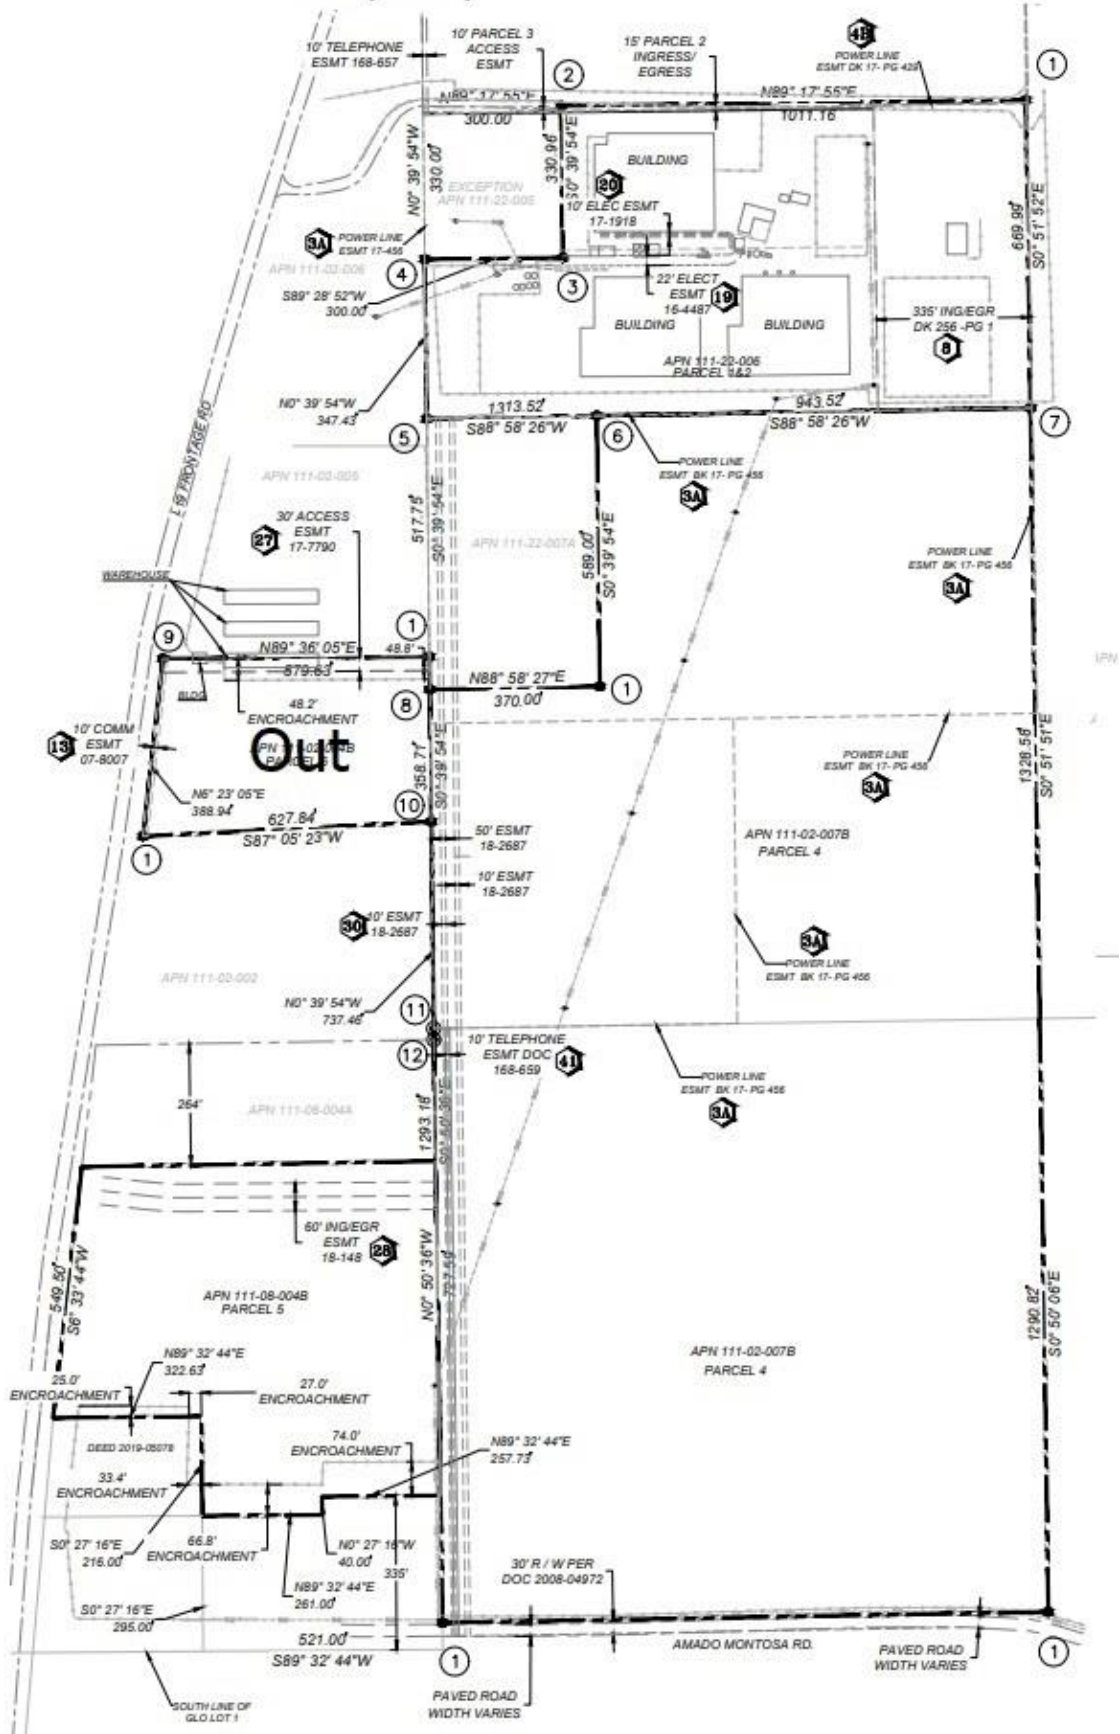 10' TELEPHONE
ESMT 168-657
10' PARCEL 3
ACCESS
ESMT
15' PARCEL 2
INGRESS/
EGRESS
4B
POWER LINE
ESMT DK 17- PG 429
1
2
N89° 17' 55"E
300.00'
N89° 17' 55"E
1011.16'
N0° 39' 54"W
330.00'
330.96'
S0° 39' 54"E
BUILDING
EXCEPTION
APN 111-22-005
20
10' ELEC ESMT
17-1918
3A
POWER LINE
ESMT 17-456
669.99'
S0° 51' 52"E
4
APN 111-02-006
3
S89° 28' 52"W
300.00'
22' ELECT
ESMT
16-4487
19
BUILDING
BUILDING
335' ING/EGR
DK 256 -PG 1
8
APN 111-22-006
PARCEL 1&2
N0° 39' 54"W
347.43'
1313.52'
S88° 58' 26"W
943.52'
S88° 58' 26"W
5
6
7
I-19 FRONTAGE RD
POWER LINE
ESMT BK 17- PG 456
3A
APN 111-02-005
517.75'
S0° 39' 54"E
27
30' ACCESS
ESMT
17-7790
APN 111-22-007A
589.00'
S0° 39' 54"E
POWER LINE
ESMT BK 17- PG 456
3A
WAREHOUSE
9
N89° 36' 05"E
679.63'
1
48.8'
N88° 58' 27"E
370.00'
1
8
BLDG
48.2'
ENCROACHMENT
APN 111-02-004B
Out
13
10' COMM
ESMT
07-8007
N6° 23' 05"E
388.94'
358.71'
S0° 39' 54"E
POWER LINE
ESMT BK 17- PG 456
3A
1328.58'
S0° 51' 51"E
10
627.84'
S87° 05' 23"W
1
50' ESMT
18-2687
10' ESMT
18-2687
APN 111-02-007B
PARCEL 4
30
10' ESMT
18-2687
3A
POWER LINE
ESMT BK 17- PG 456
APN 111-02-002
N0° 39' 54"W
737.46'
11
12
10' TELEPHONE
ESMT DOC
168-659
41
POWER LINE
ESMT BK 17- PG 456
3A
264'
APN 111-08-004A
1293.18'
S0° 50' 36"E
60' ING/EGR
ESMT
18-148
28
549.50'
S6° 33' 44"W
N0° 50' 36"W
727.59'
APN 111-08-004B
PARCEL 5
1290.82'
S0° 50' 06"E
APN 111-02-007B
PARCEL 4
N89° 32' 44"E
322.63'
25.0'
ENCROACHMENT
27.0'
ENCROACHMENT
74.0'
ENCROACHMENT
N89° 32' 44"E
257.73'
DEED 2019-05078
33.4'
ENCROACHMENT
S0° 27' 16"E
216.00'
66.8'
ENCROACHMENT
N0° 27' 16"W
40.00'
335'
N89° 32' 44"E
261.00'
30' R / W PER
DOC 2008-04972
S0° 27' 16"E
295.00'
521.00'
S89° 32' 44"W
1
AMADO MONTOSA RD.
PAVED ROAD
WIDTH VARIES
1
SOUTH LINE OF
GLO LOT 1
PAVED ROAD
WIDTH VARIES